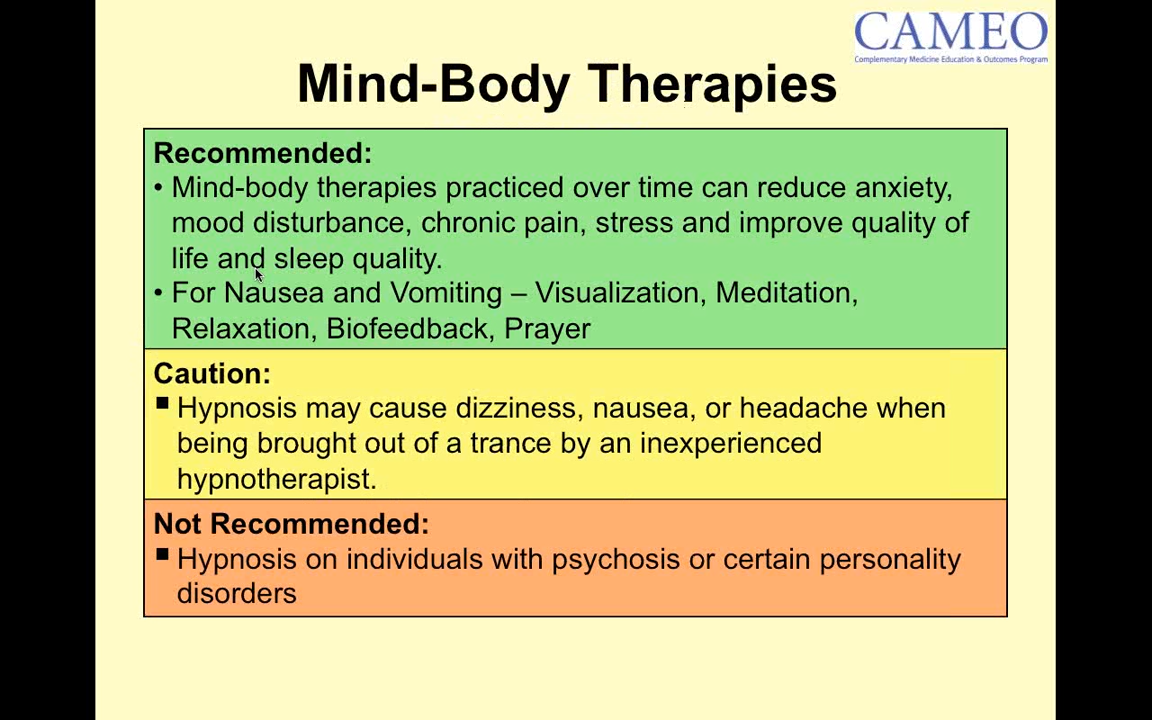 CAMEO
Complementary Medicine Education & Outcomes Program
Mind-Body Therapies
Recommended:
• Mind-body therapies practiced over time can reduce anxiety,
mood disturbance, chronic pain, stress and improve quality of
life and sleep quality.
• For Nausea and Vomiting – Visualization, Meditation,
Relaxation, Biofeedback, Prayer
Caution:
▪ Hypnosis may cause dizziness, nausea, or headache when
being brought out of a trance by an inexperienced
hypnotherapist.
Not Recommended:
▪ Hypnosis on individuals with psychosis or certain personality
disorders